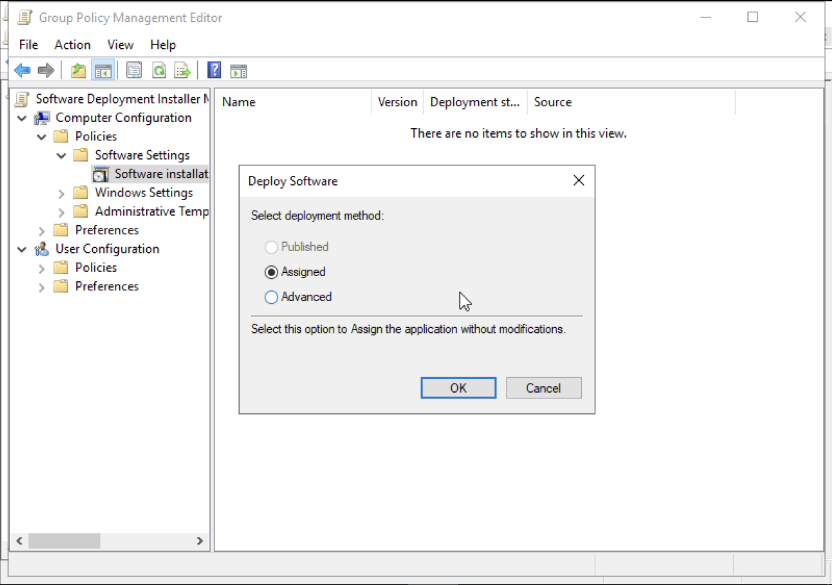 Group Policy Management Editor
File Action View Help
Software Deployment Installer M
Computer Configuration
Policies
Software Settings
Software installat
Windows Settings
Administrative Temp
Preferences
User Configuration
Policies
Preferences
Name Version Deployment st... Source
There are no items to show in this view.
Deploy Software
Select deployment method:
Published
Assigned
Advanced
Select this option to Assign the application without modifications.
OK Cancel